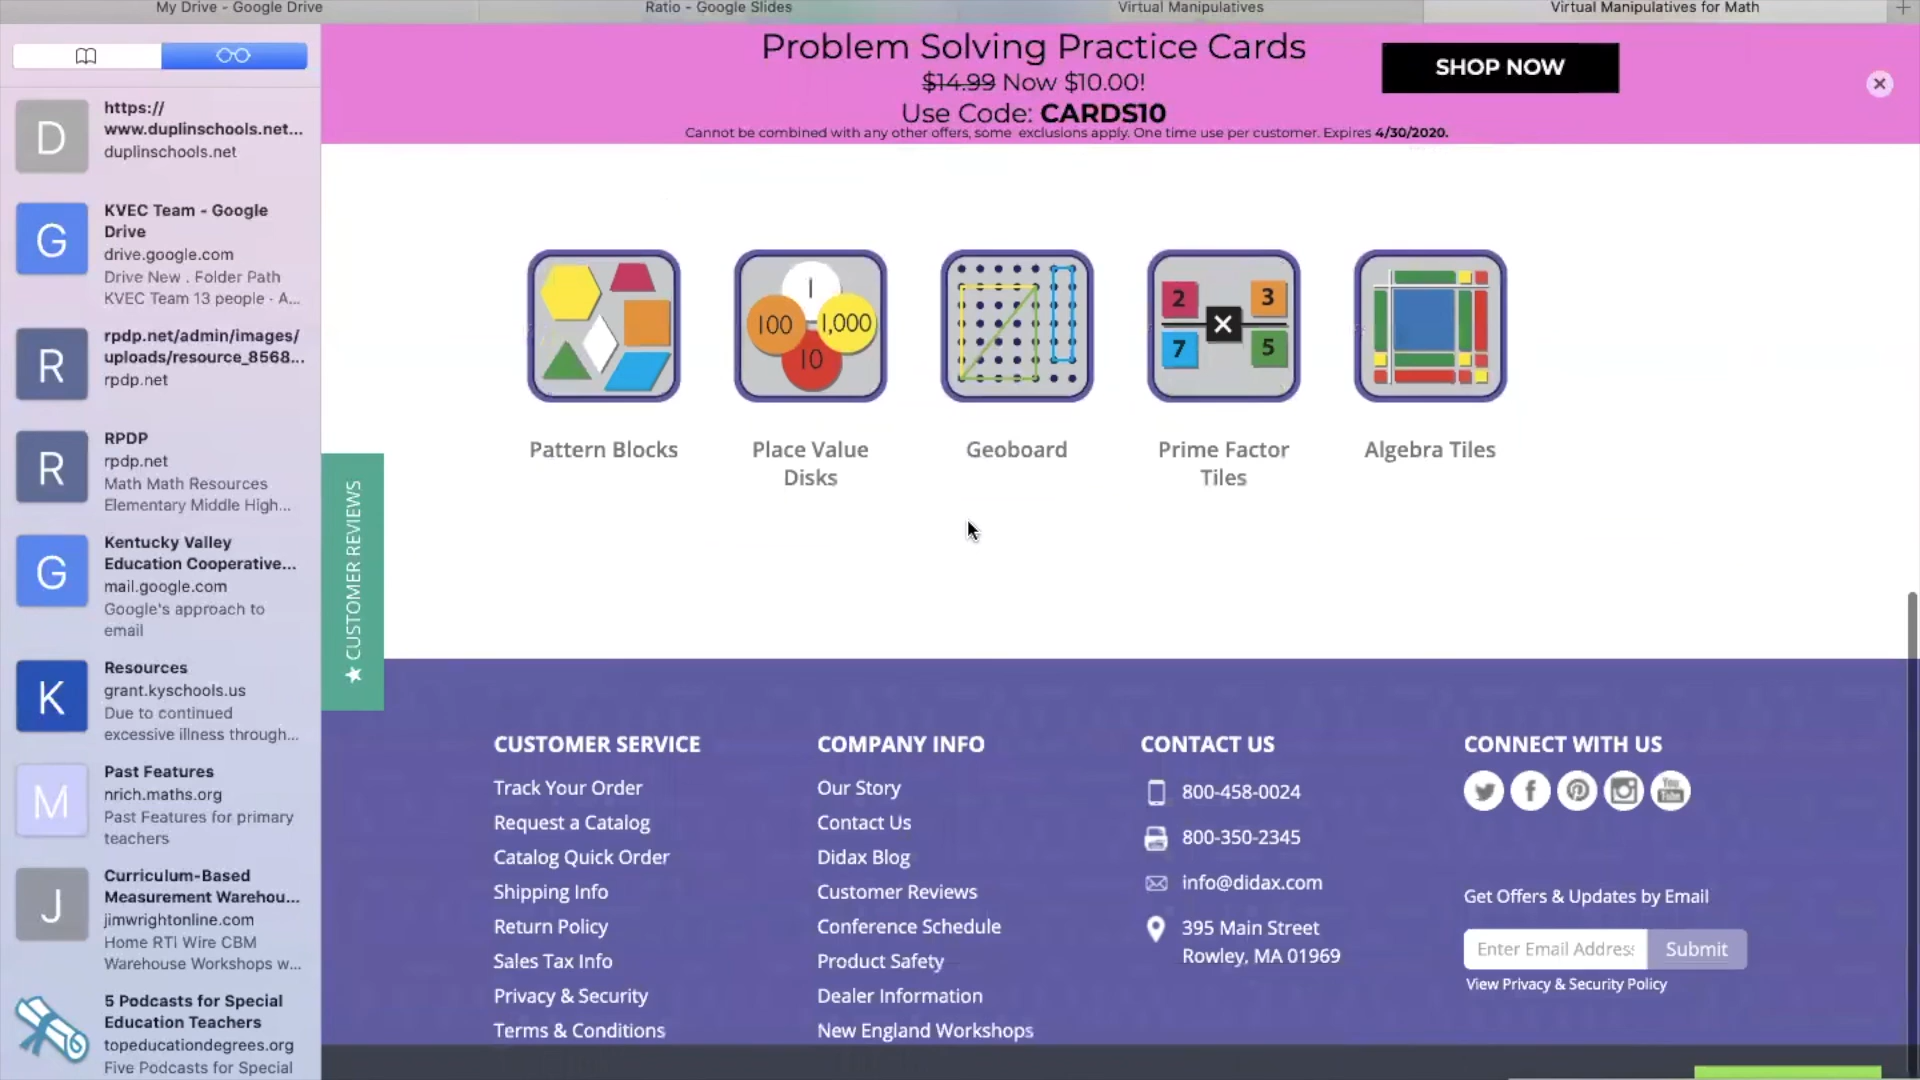 My Drive - Google Drive
Ratio - Google Slides
Virtual Manipulatives
Virtual Manipulatives for Math
Problem Solving Practice Cards
$14.99 Now $10.00!
Use Code: CARDS10
Cannot be combined with any other offers, some exclusions apply. One time use per customer. Expires 4/30/2020.
SHOP NOW
D
https://
www.duplinschools.net...
duplinschools.net
G
KVEC Team - Google
Drive
drive.google.com
Drive New . Folder Path
KVEC Team 13 people · A...
R
rpdp.net/admin/images/
uploads/resource_8568...
rpdp.net
R
RPDP
rpdp.net
Math Math Resources
Elementary Middle High...
G
Kentucky Valley
Education Cooperative...
mail.google.com
Google's approach to
email
K
Resources
grant.kyschools.us
Due to continued
excessive illness through...
M
Past Features
nrich.maths.org
Past Features for primary
teachers
J
Curriculum-Based
Measurement Warehou...
jimwrightonline.com
Home RTI Wire CBM
Warehouse Workshops w...
5 Podcasts for Special
Education Teachers
topeducationdegrees.org
Five Podcasts for Special
★ CUSTOMER REVIEWS
1
100
1,000
10
2
3
×
7
5
Pattern Blocks
Place Value
Disks
Geoboard
Prime Factor
Tiles
Algebra Tiles
CUSTOMER SERVICE
Track Your Order
Request a Catalog
Catalog Quick Order
Shipping Info
Return Policy
Sales Tax Info
Privacy & Security
Terms & Conditions
COMPANY INFO
Our Story
Contact Us
Didax Blog
Customer Reviews
Conference Schedule
Product Safety
Dealer Information
New England Workshops
CONTACT US
800-458-0024
800-350-2345
info@didax.com
395 Main Street
Rowley, MA 01969
CONNECT WITH US
You
Tube
Get Offers & Updates by Email
Enter Email Address
Submit
View Privacy & Security Policy